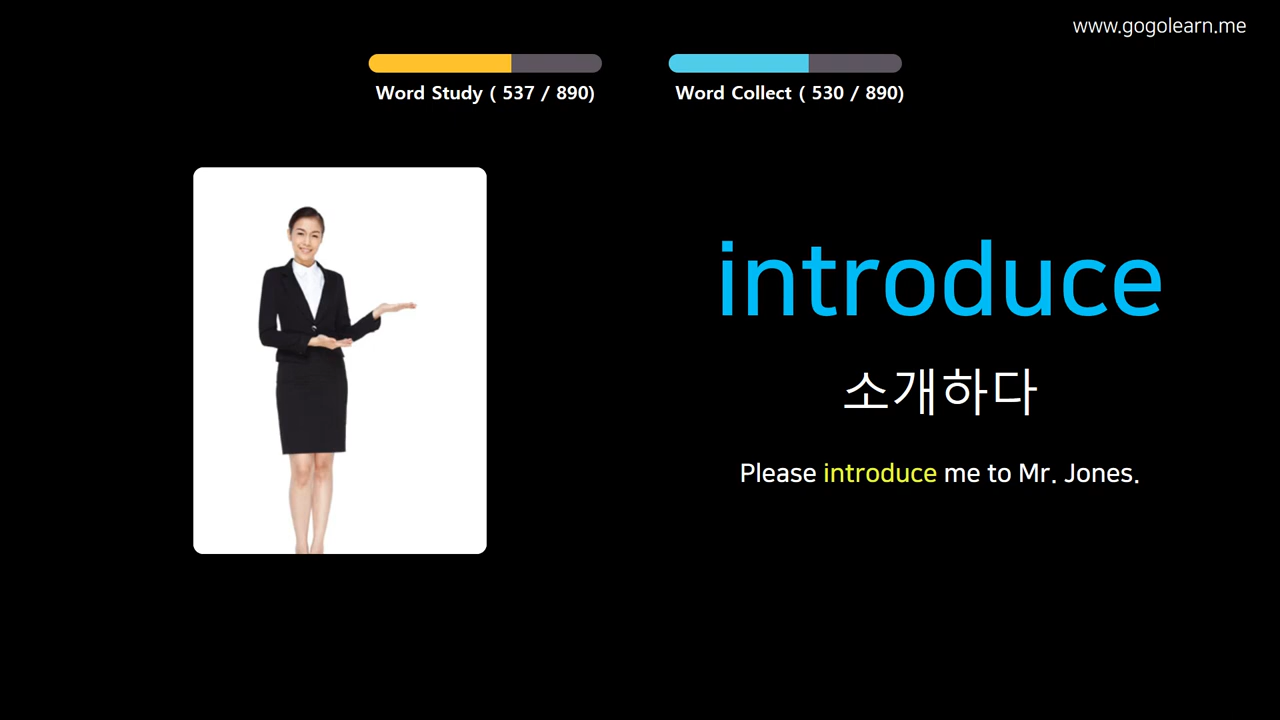 www.gogolearn.me
Word Study ( 537 / 890)
Word Collect ( 530 / 890)
introduce
소개하다
Please introduce me to Mr. Jones.